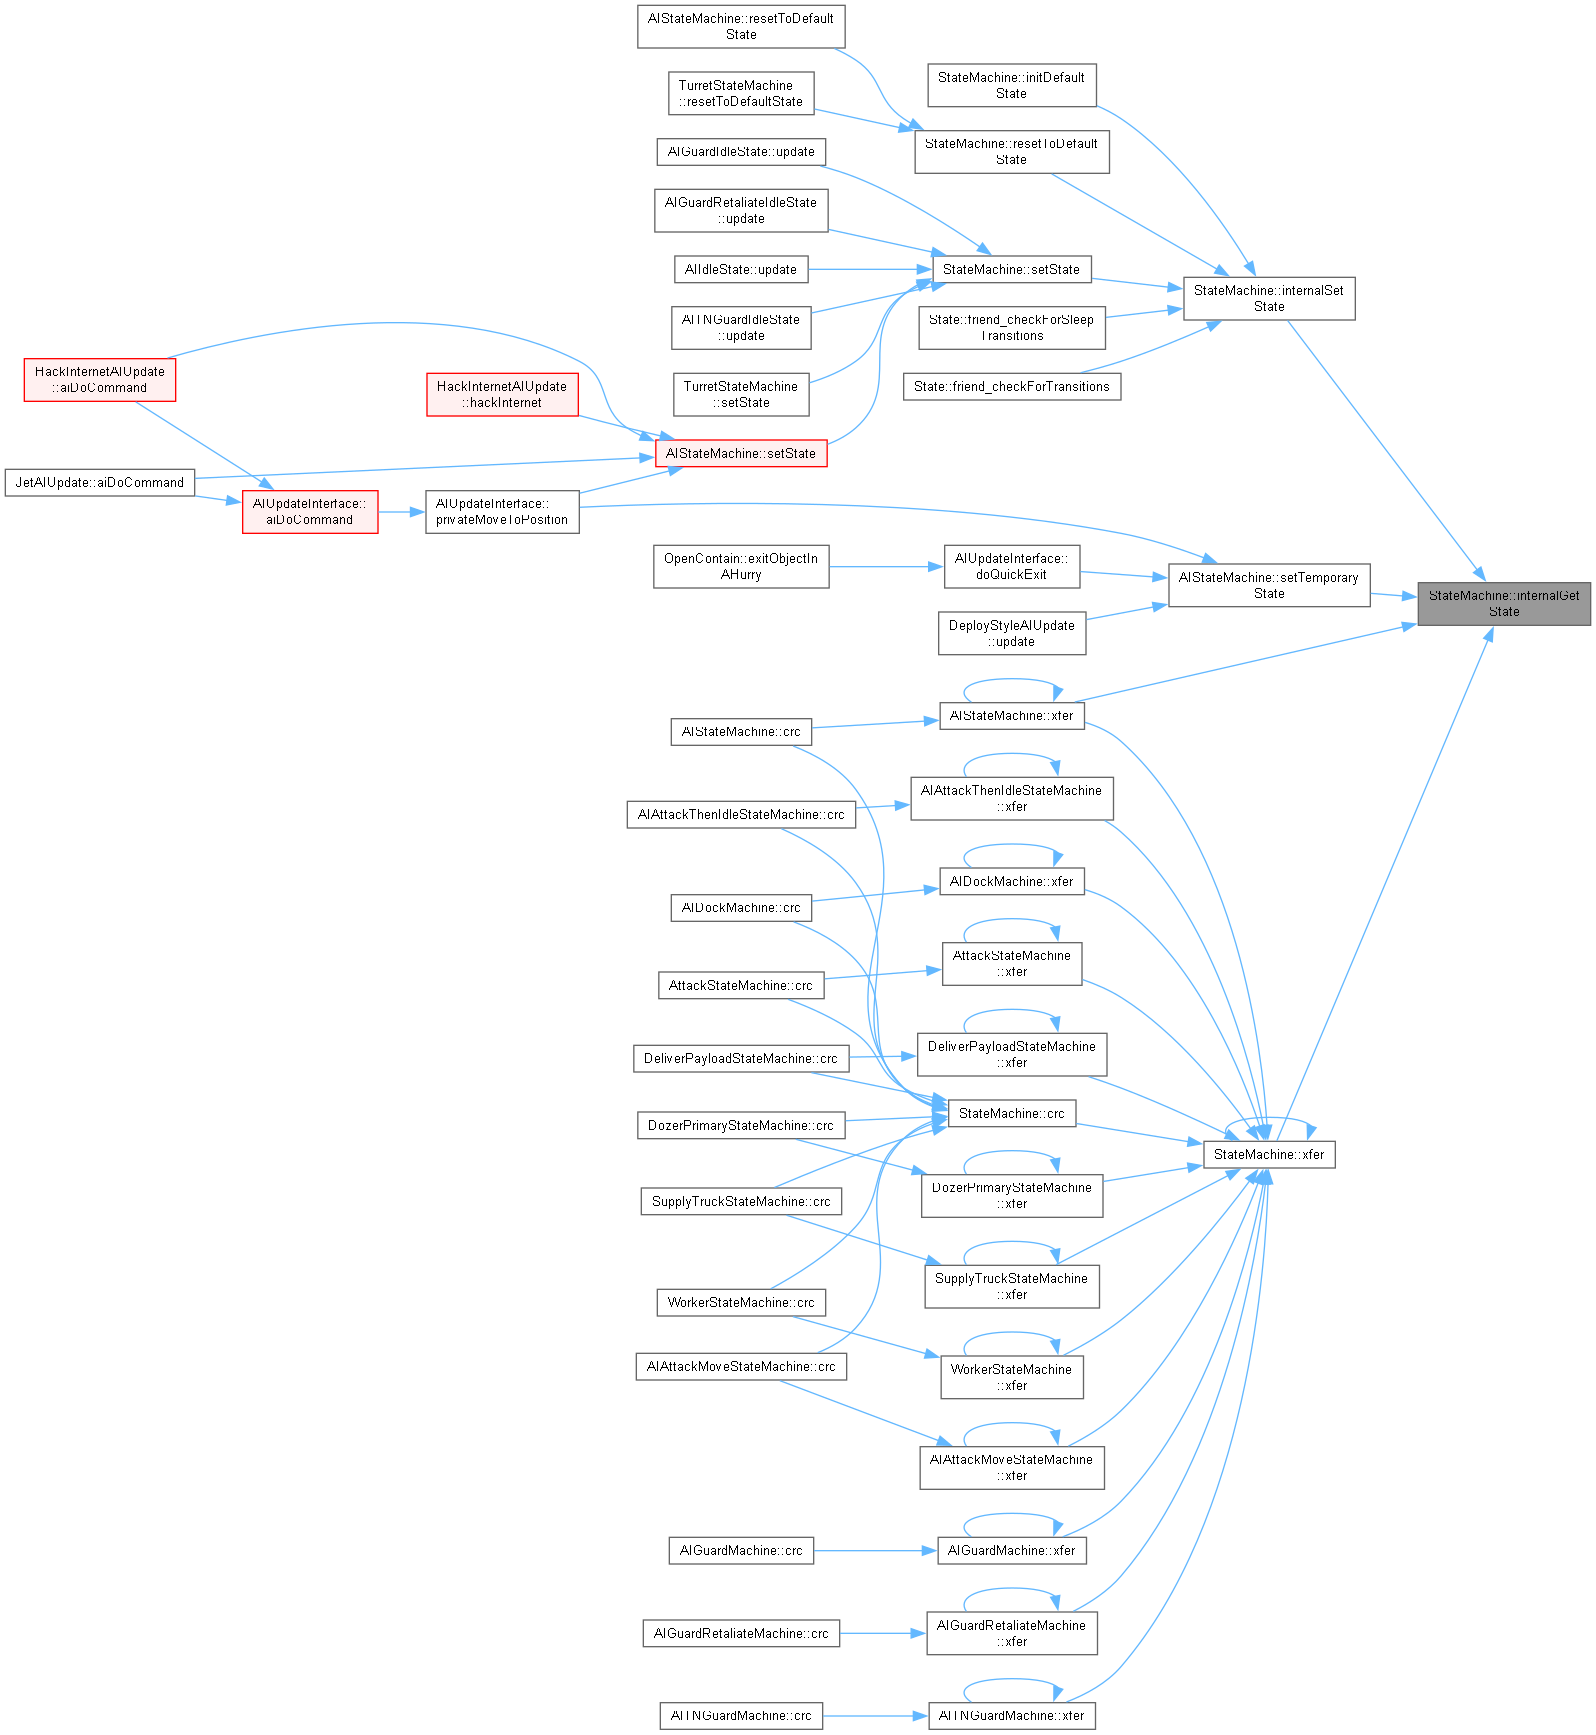 AIStateMachine::resetToDefault
State
TurretStateMachine
::resetToDefaultState
StateMachine::initDefault
State
StateMachine::resetToDefault
State
AIGuardIdleState::update
AIGuardRetaliateIdleState
::update
AIIdleState::update
AITNGuardIdleState
::update
TurretStateMachine
::setState
StateMachine::setState
State::friend_checkForSleep
Transitions
State::friend_checkForTransitions
StateMachine::internalSet
State
HackInternetAIUpdate
::aiDoCommand
HackInternetAIUpdate
::hackInternet
AIStateMachine::setState
JetAIUpdate::aiDoCommand
AIUpdateInterface::
aiDoCommand
AIUpdateInterface::
privateMoveToPosition
OpenContain::exitObjectIn
AHurry
AIUpdateInterface::
doQuickExit
AIStateMachine::setTemporary
State
StateMachine::internalGet
State
DeployStyleAIUpdate
::update
AIStateMachine::xfer
AIStateMachine::crc
AIAttackThenIdleStateMachine
::xfer
AIAttackThenIdleStateMachine::crc
AIDockMachine::xfer
AIDockMachine::crc
AttackStateMachine
::xfer
AttackStateMachine::crc
DeliverPayloadStateMachine
::xfer
DeliverPayloadStateMachine::crc
StateMachine::crc
DozerPrimaryStateMachine::crc
StateMachine::xfer
DozerPrimaryStateMachine
::xfer
SupplyTruckStateMachine::crc
SupplyTruckStateMachine
::xfer
WorkerStateMachine::crc
WorkerStateMachine
::xfer
AIAttackMoveStateMachine::crc
AIAttackMoveStateMachine
::xfer
AIGuardMachine::crc
AIGuardMachine::xfer
AIGuardRetaliateMachine::crc
AIGuardRetaliateMachine
::xfer
AITNGuardMachine::crc
AITNGuardMachine::xfer